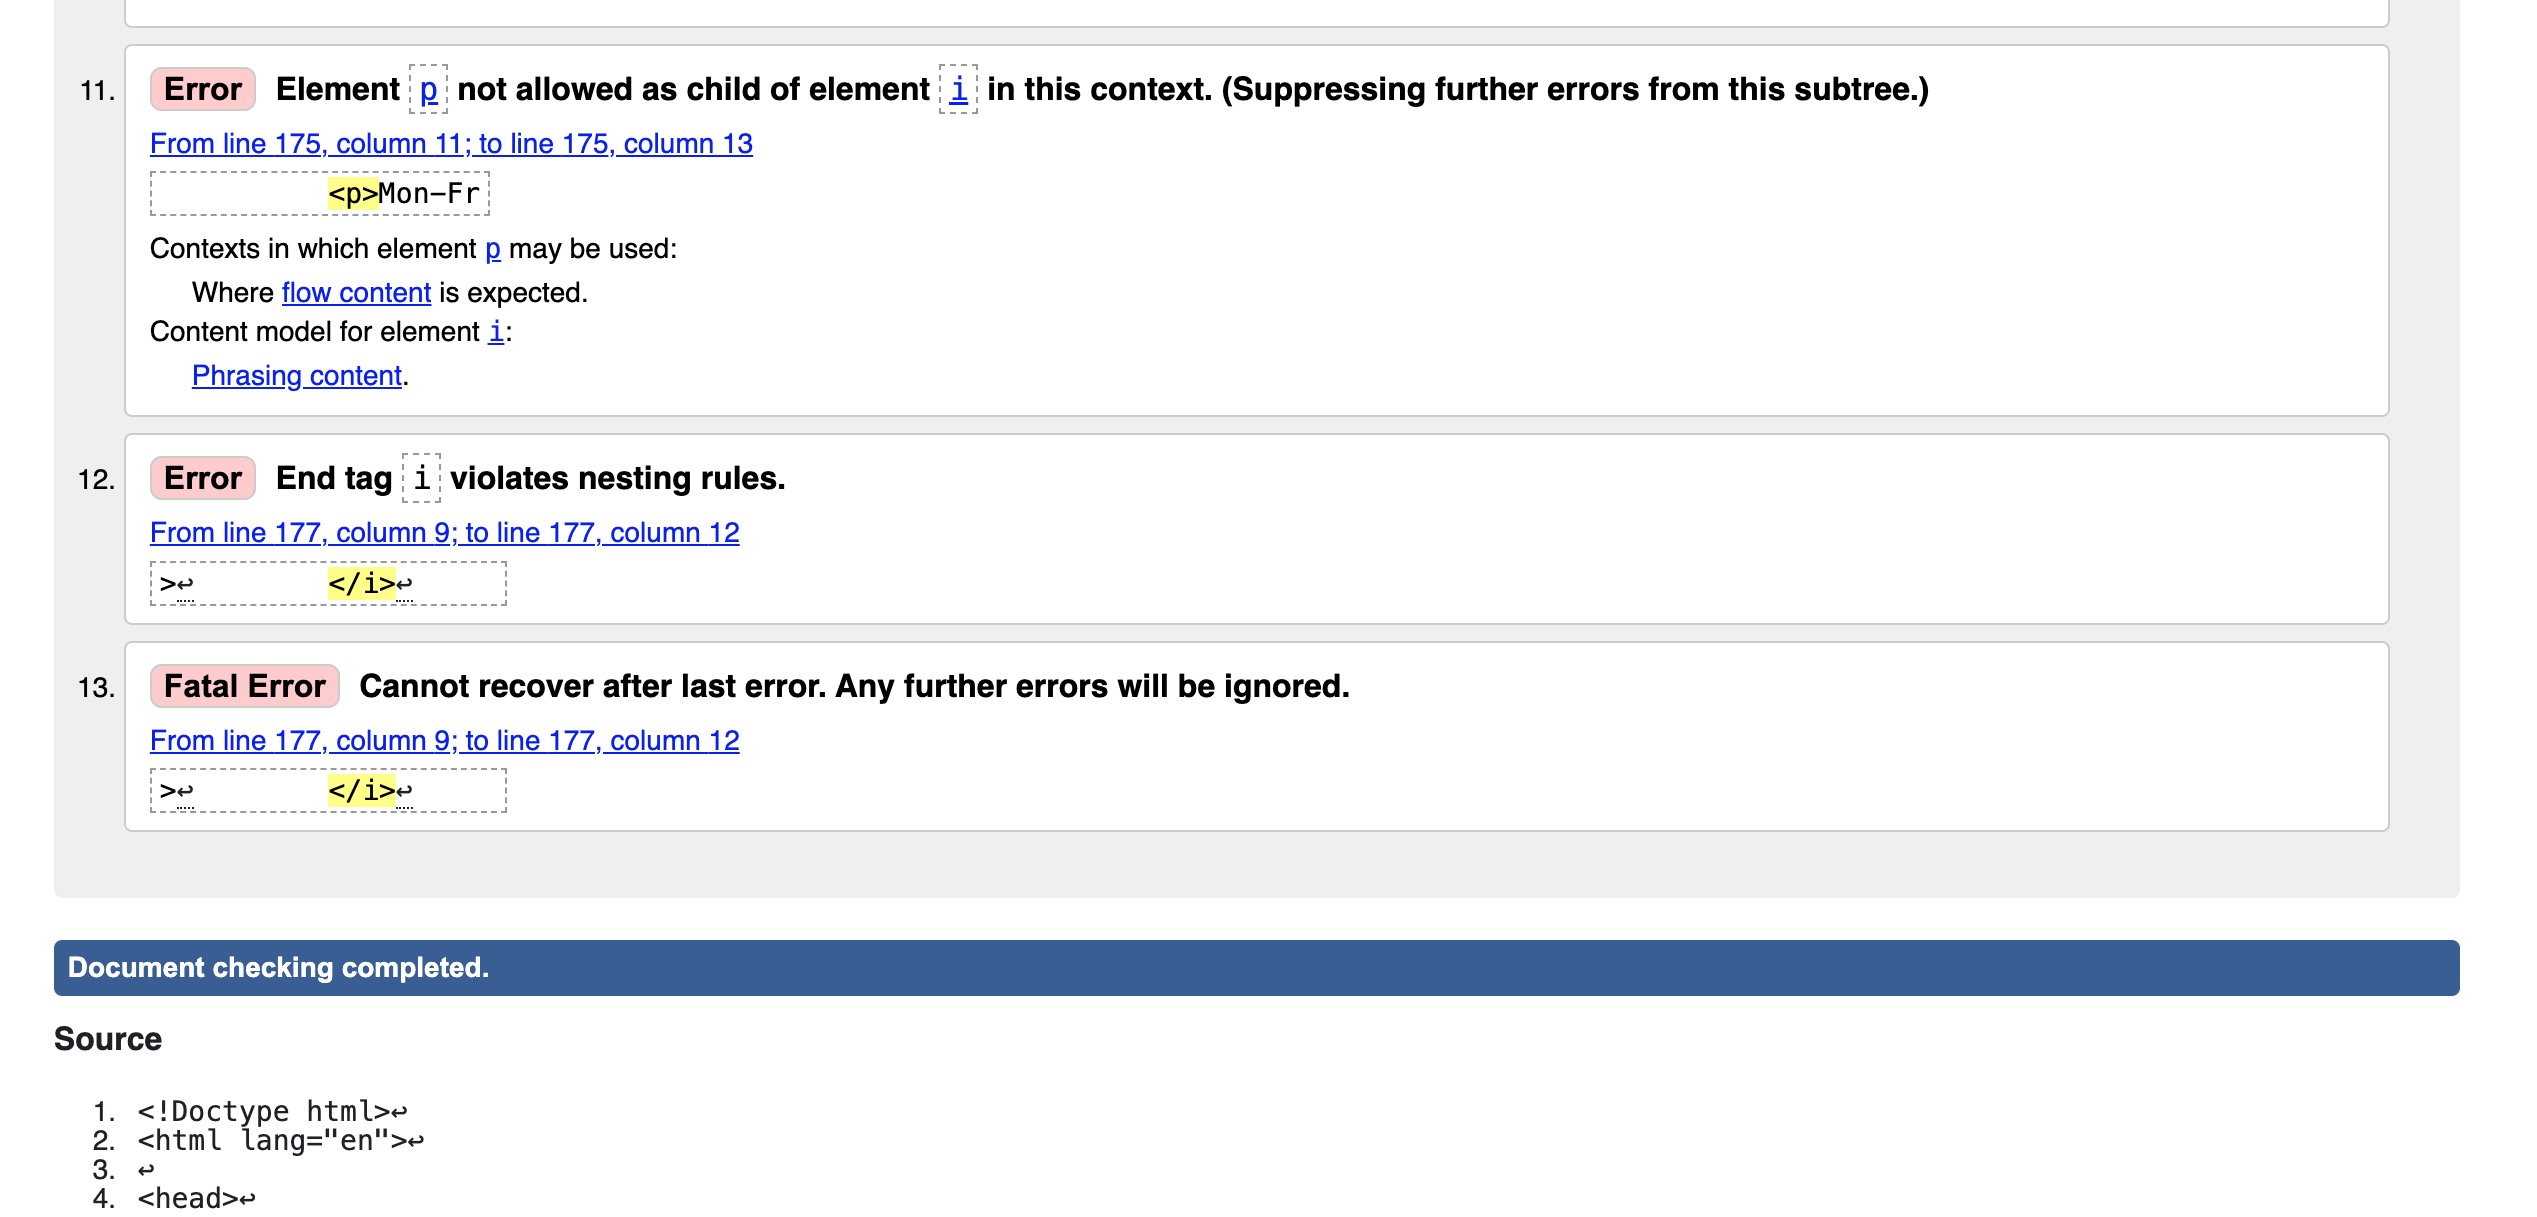 11. Error Element p not allowed as child of element i in this context. (Suppressing further errors from this subtree.)
From line 175, column 11; to line 175, column 13
<p>Mon–Fr
Contexts in which element p may be used:
Where flow content is expected.
Content model for element i:
Phrasing content.
12. Error End tag i violates nesting rules.
From line 177, column 9; to line 177, column 12
>↩ </i>↩
13. Fatal Error Cannot recover after last error. Any further errors will be ignored.
From line 177, column 9; to line 177, column 12
>↩ </i>↩
Document checking completed.
Source
1. <!Doctype html>↩
2. <html lang="en">↩
3. ↩
4. <head>↩